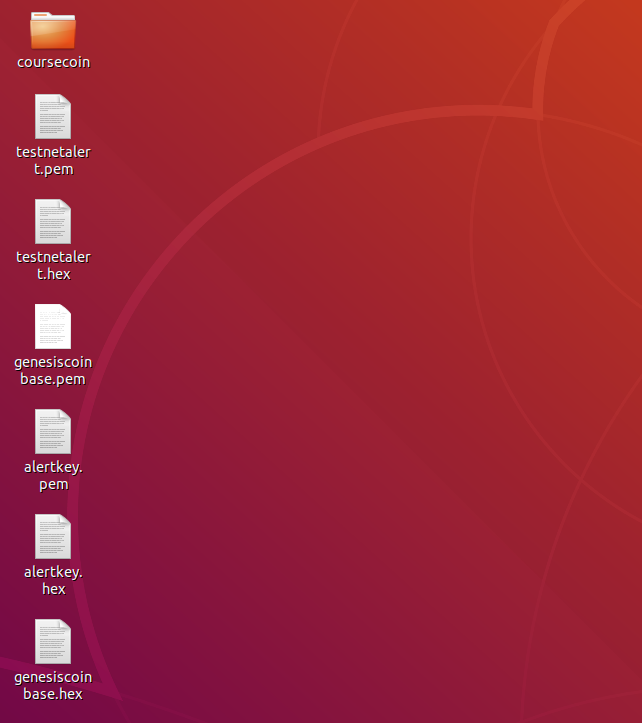 coursecoin
testnetaler
t.pem
testnetaler
t.hex
genesiscoin
base.pem
alertkey.
pem
alertkey.
hex
genesiscoin
base.hex